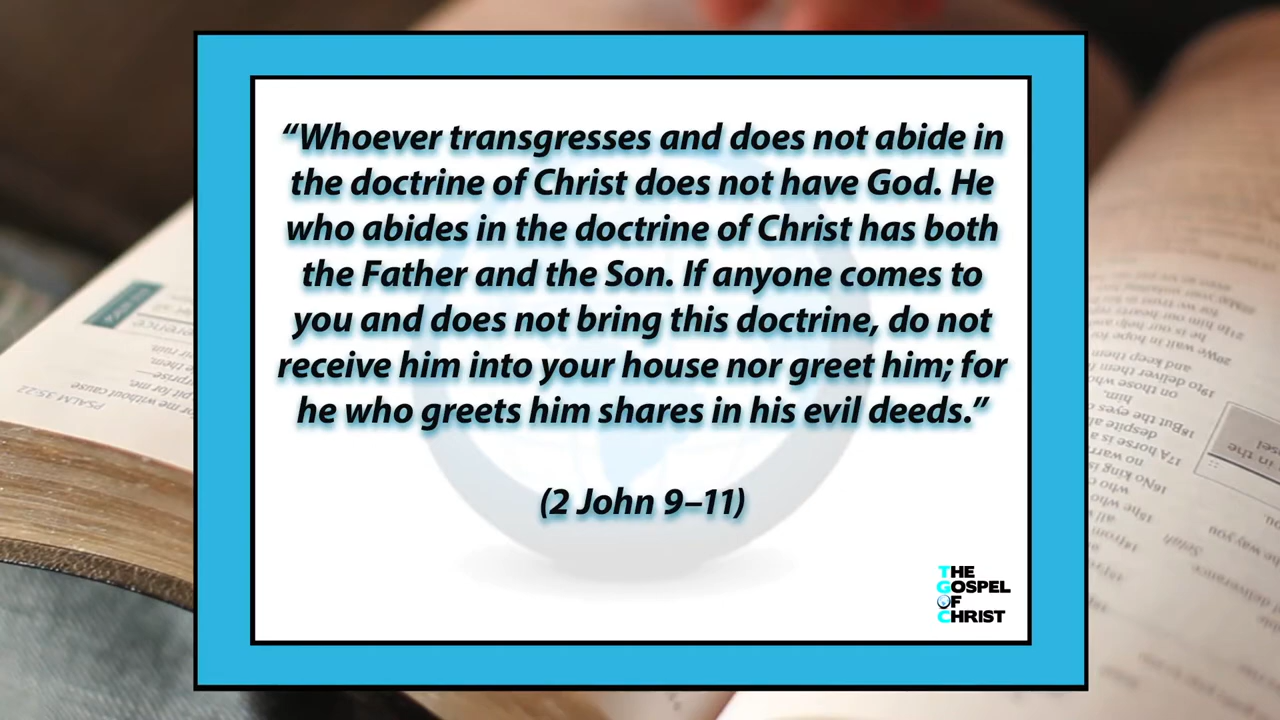 “Whoever transgresses and does not abide in
the doctrine of Christ does not have God. He
who abides in the doctrine of Christ has both
the Father and the Son. If anyone comes to
you and does not bring this doctrine, do not
receive him into your house nor greet him; for
he who greets him shares in his evil deeds.”
(2 John 9–11)
THE
GOSPEL
OF
CHRIST
PSALM 35:22